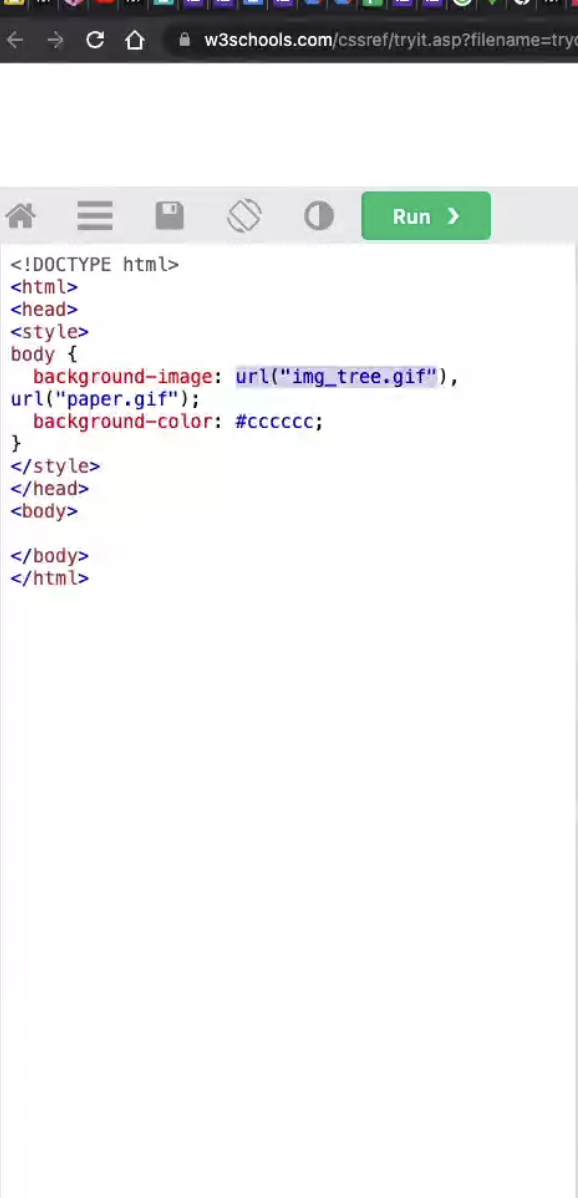 w3schools.com/cssref/tryit.asp?filename=tryc
Run ❯
<!DOCTYPE html>
<html>
<head>
<style>
body {
  background-image: url("img_tree.gif"),
url("paper.gif");
  background-color: #cccccc;
}
</style>
</head>
<body>

</body>
</html>